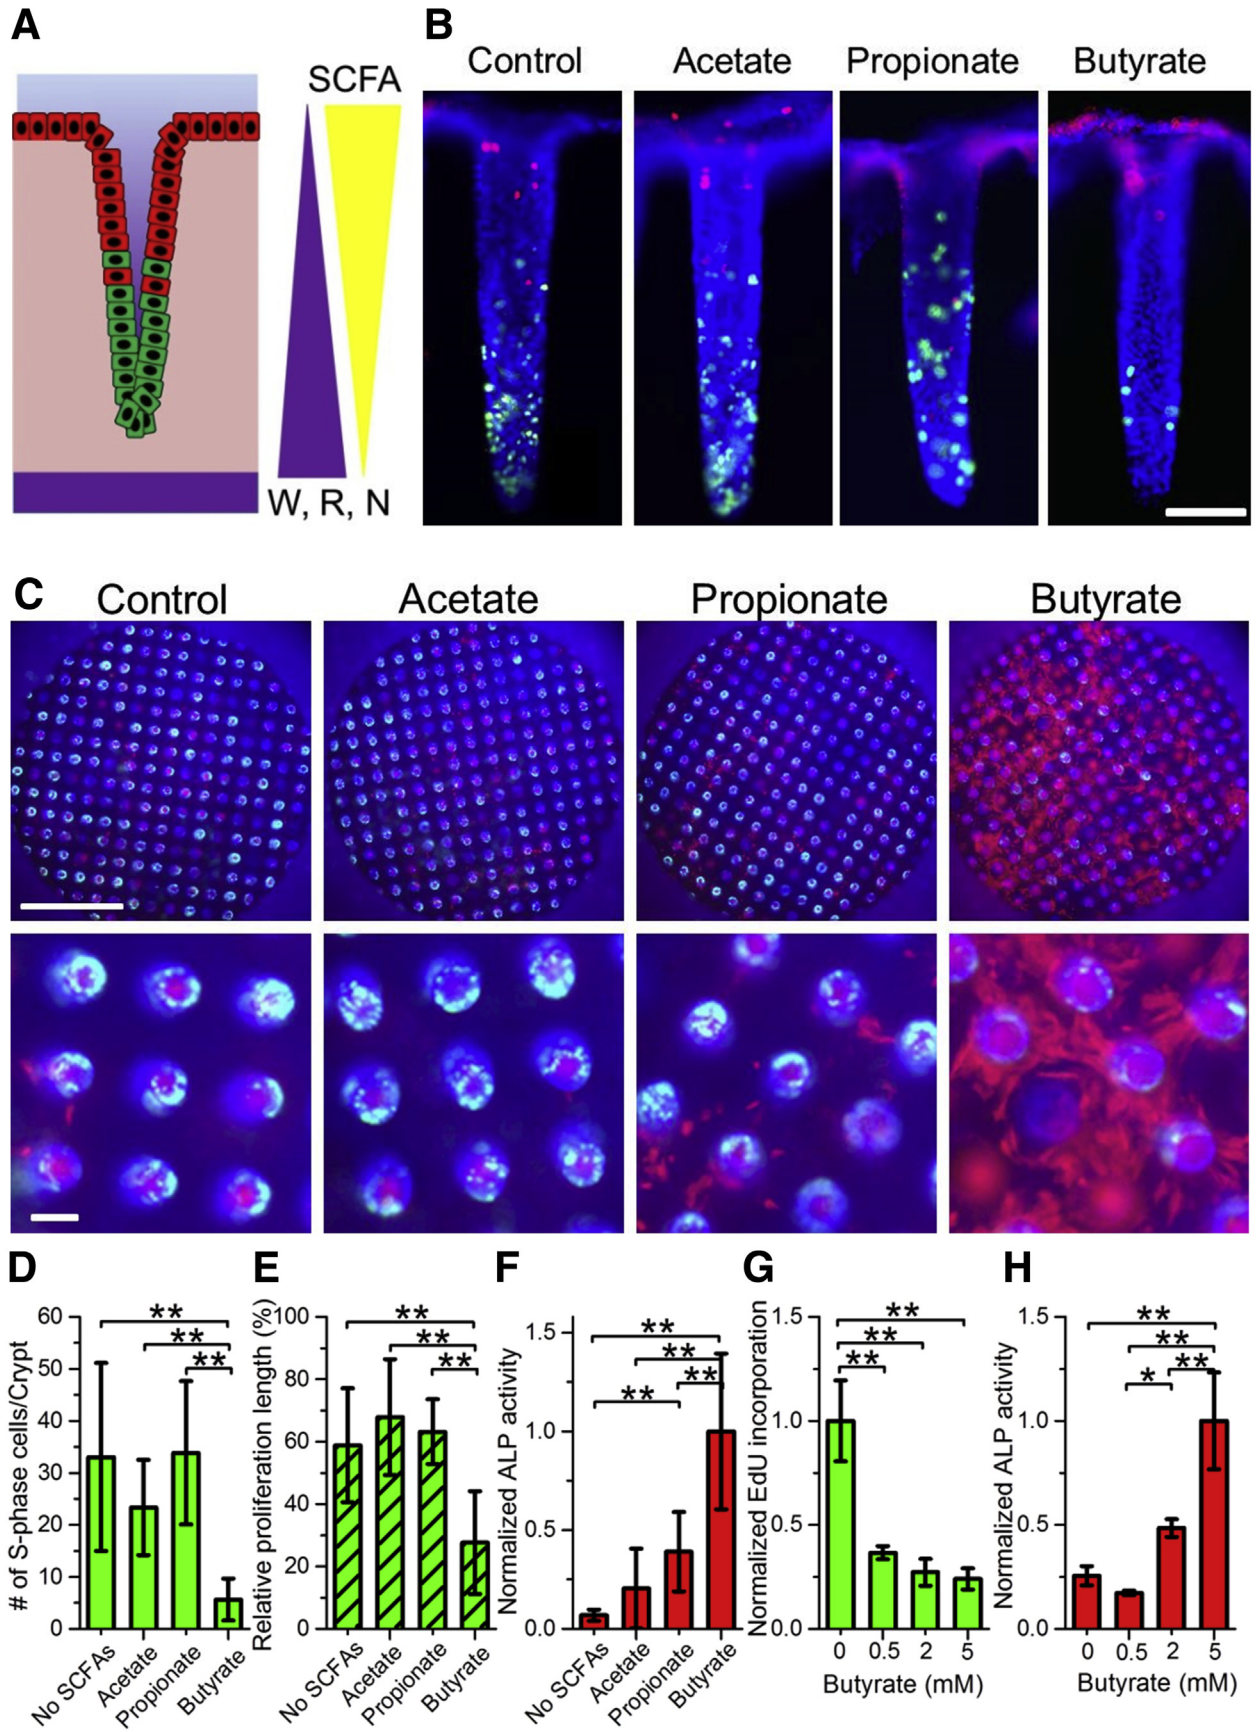 A
SCFA
W, R, N
B
Control Acetate Propionate Butyrate
C
Control Acetate Propionate Butyrate
D
# of S-phase cells/Crypt
60
50
40
30
20
10
0
**
**
**
No SCFAs
Acetate
Propionate
Butyrate
E
Relative proliferation length (%)
100
80
60
40
20
0
**
**
**
No SCFAs
Acetate
Propionate
Butyrate
F
Normalized ALP activity
1.5
1.0
0.5
0.0
**
**
**
**
No SCFAs
Acetate
Propionate
Butyrate
G
Normalized EdU incorporation
1.5
1.0
0.5
0.0
**
**
**
0 0.5 2 5
Butyrate (mM)
H
Normalized ALP activity
1.5
1.0
0.5
0.0
**
**
**
*
0 0.5 2 5
Butyrate (mM)